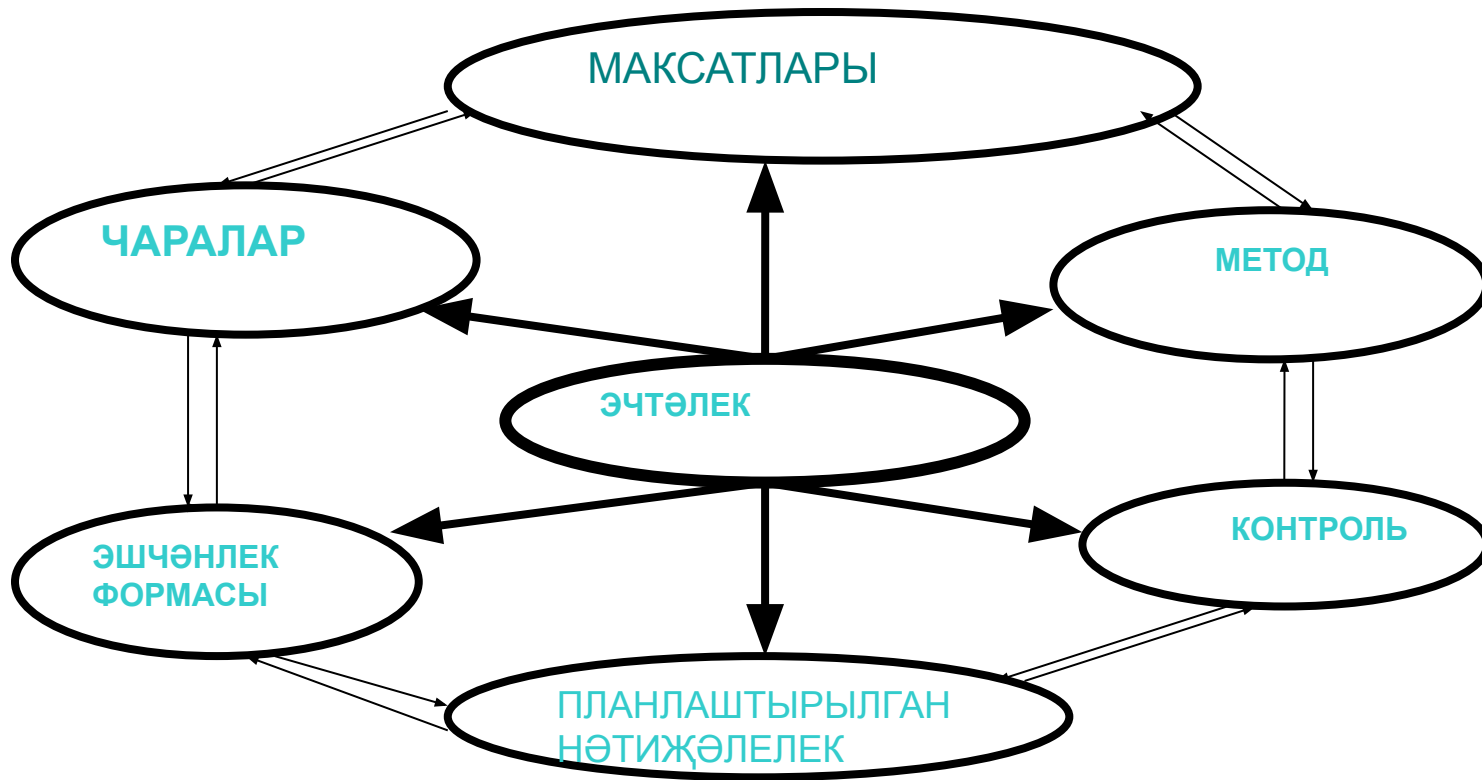 МАКСАТЛАРЫ
ЧАРАЛАР
МЕТОД
ЭЧТӘЛЕК
ЭШЧӘНЛЕК
ФОРМАСЫ
КОНТРОЛЬ
ПЛАНЛАШТЫРЫЛГАН
НӘТИҖӘЛЕЛЕК